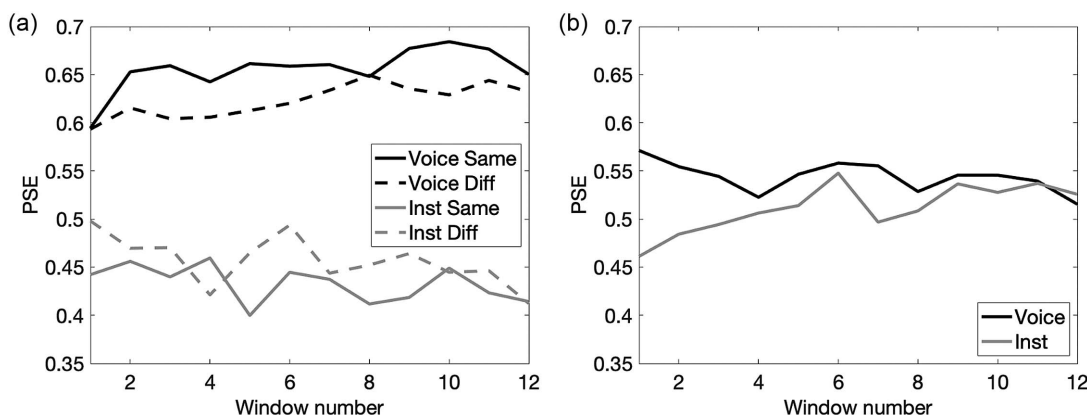 (a)
0.7
0.65
0.6
0.55
0.5
0.45
0.4
0.35
PSE
2 4 6 8 10 12
Window number
Voice Same
Voice Diff
Inst Same
Inst Diff
(b)
0.7
0.65
0.6
0.55
0.5
0.45
0.4
0.35
PSE
2 4 6 8 10 12
Window number
Voice
Inst